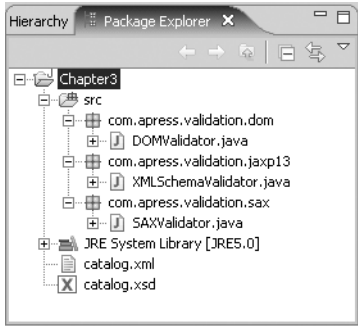 Hierarchy Package Explorer
Chapter3
src
com.apress.validation.dom
DOMValidator.java
com.apress.validation.jaxp13
XMLSchemaValidator.java
com.apress.validation.sax
SAXValidator.java
JRE System Library [JRE5.0]
catalog.xml
catalog.xsd